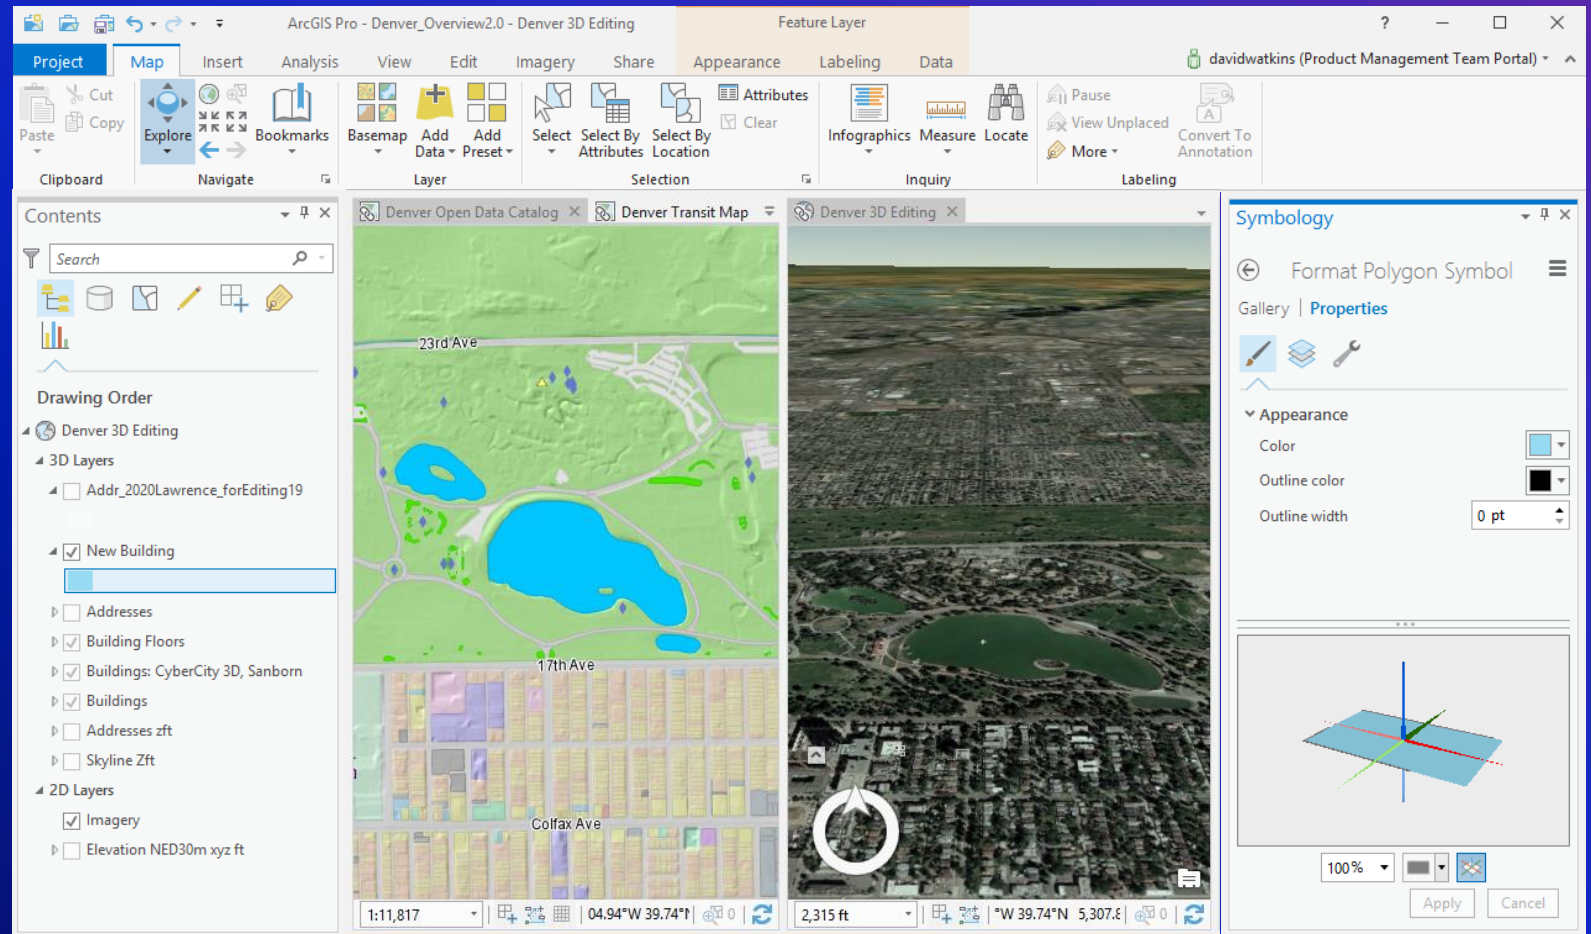 ArcGIS Pro - Denver_Overview2.0 - Denver 3D Editing
Feature Layer
?
Project Map Insert Analysis View Edit Imagery Share Appearance Labeling Data
davidwatkins (Product Management Team Portal)
Paste
Cut
Copy
Clipboard
Explore
Bookmarks
Navigate
Basemap
Add Data
Add Preset
Layer
Select
Select By Attributes
Select By Location
Attributes
Clear
Selection
Infographics
Measure
Locate
Inquiry
Pause
View Unplaced
More
Convert To Annotation
Labeling
Contents
Search
Drawing Order
Denver 3D Editing
3D Layers
Addr_2020Lawrence_forEditing19
New Building
Addresses
Building Floors
Buildings: CyberCity 3D, Sanborn
Buildings
Addresses zft
Skyline Zft
2D Layers
Imagery
Elevation NED30m xyz ft
Denver Open Data Catalog
Denver Transit Map
23rd Ave
17th Ave
Colfax Ave
1:11,817
04.94°W 39.74°N
0
Denver 3D Editing
2,315 ft
°W 39.74°N 5,307.8
0
Symbology
Format Polygon Symbol
Gallery | Properties
Appearance
Color
Outline color
Outline width
0 pt
100%
Apply
Cancel